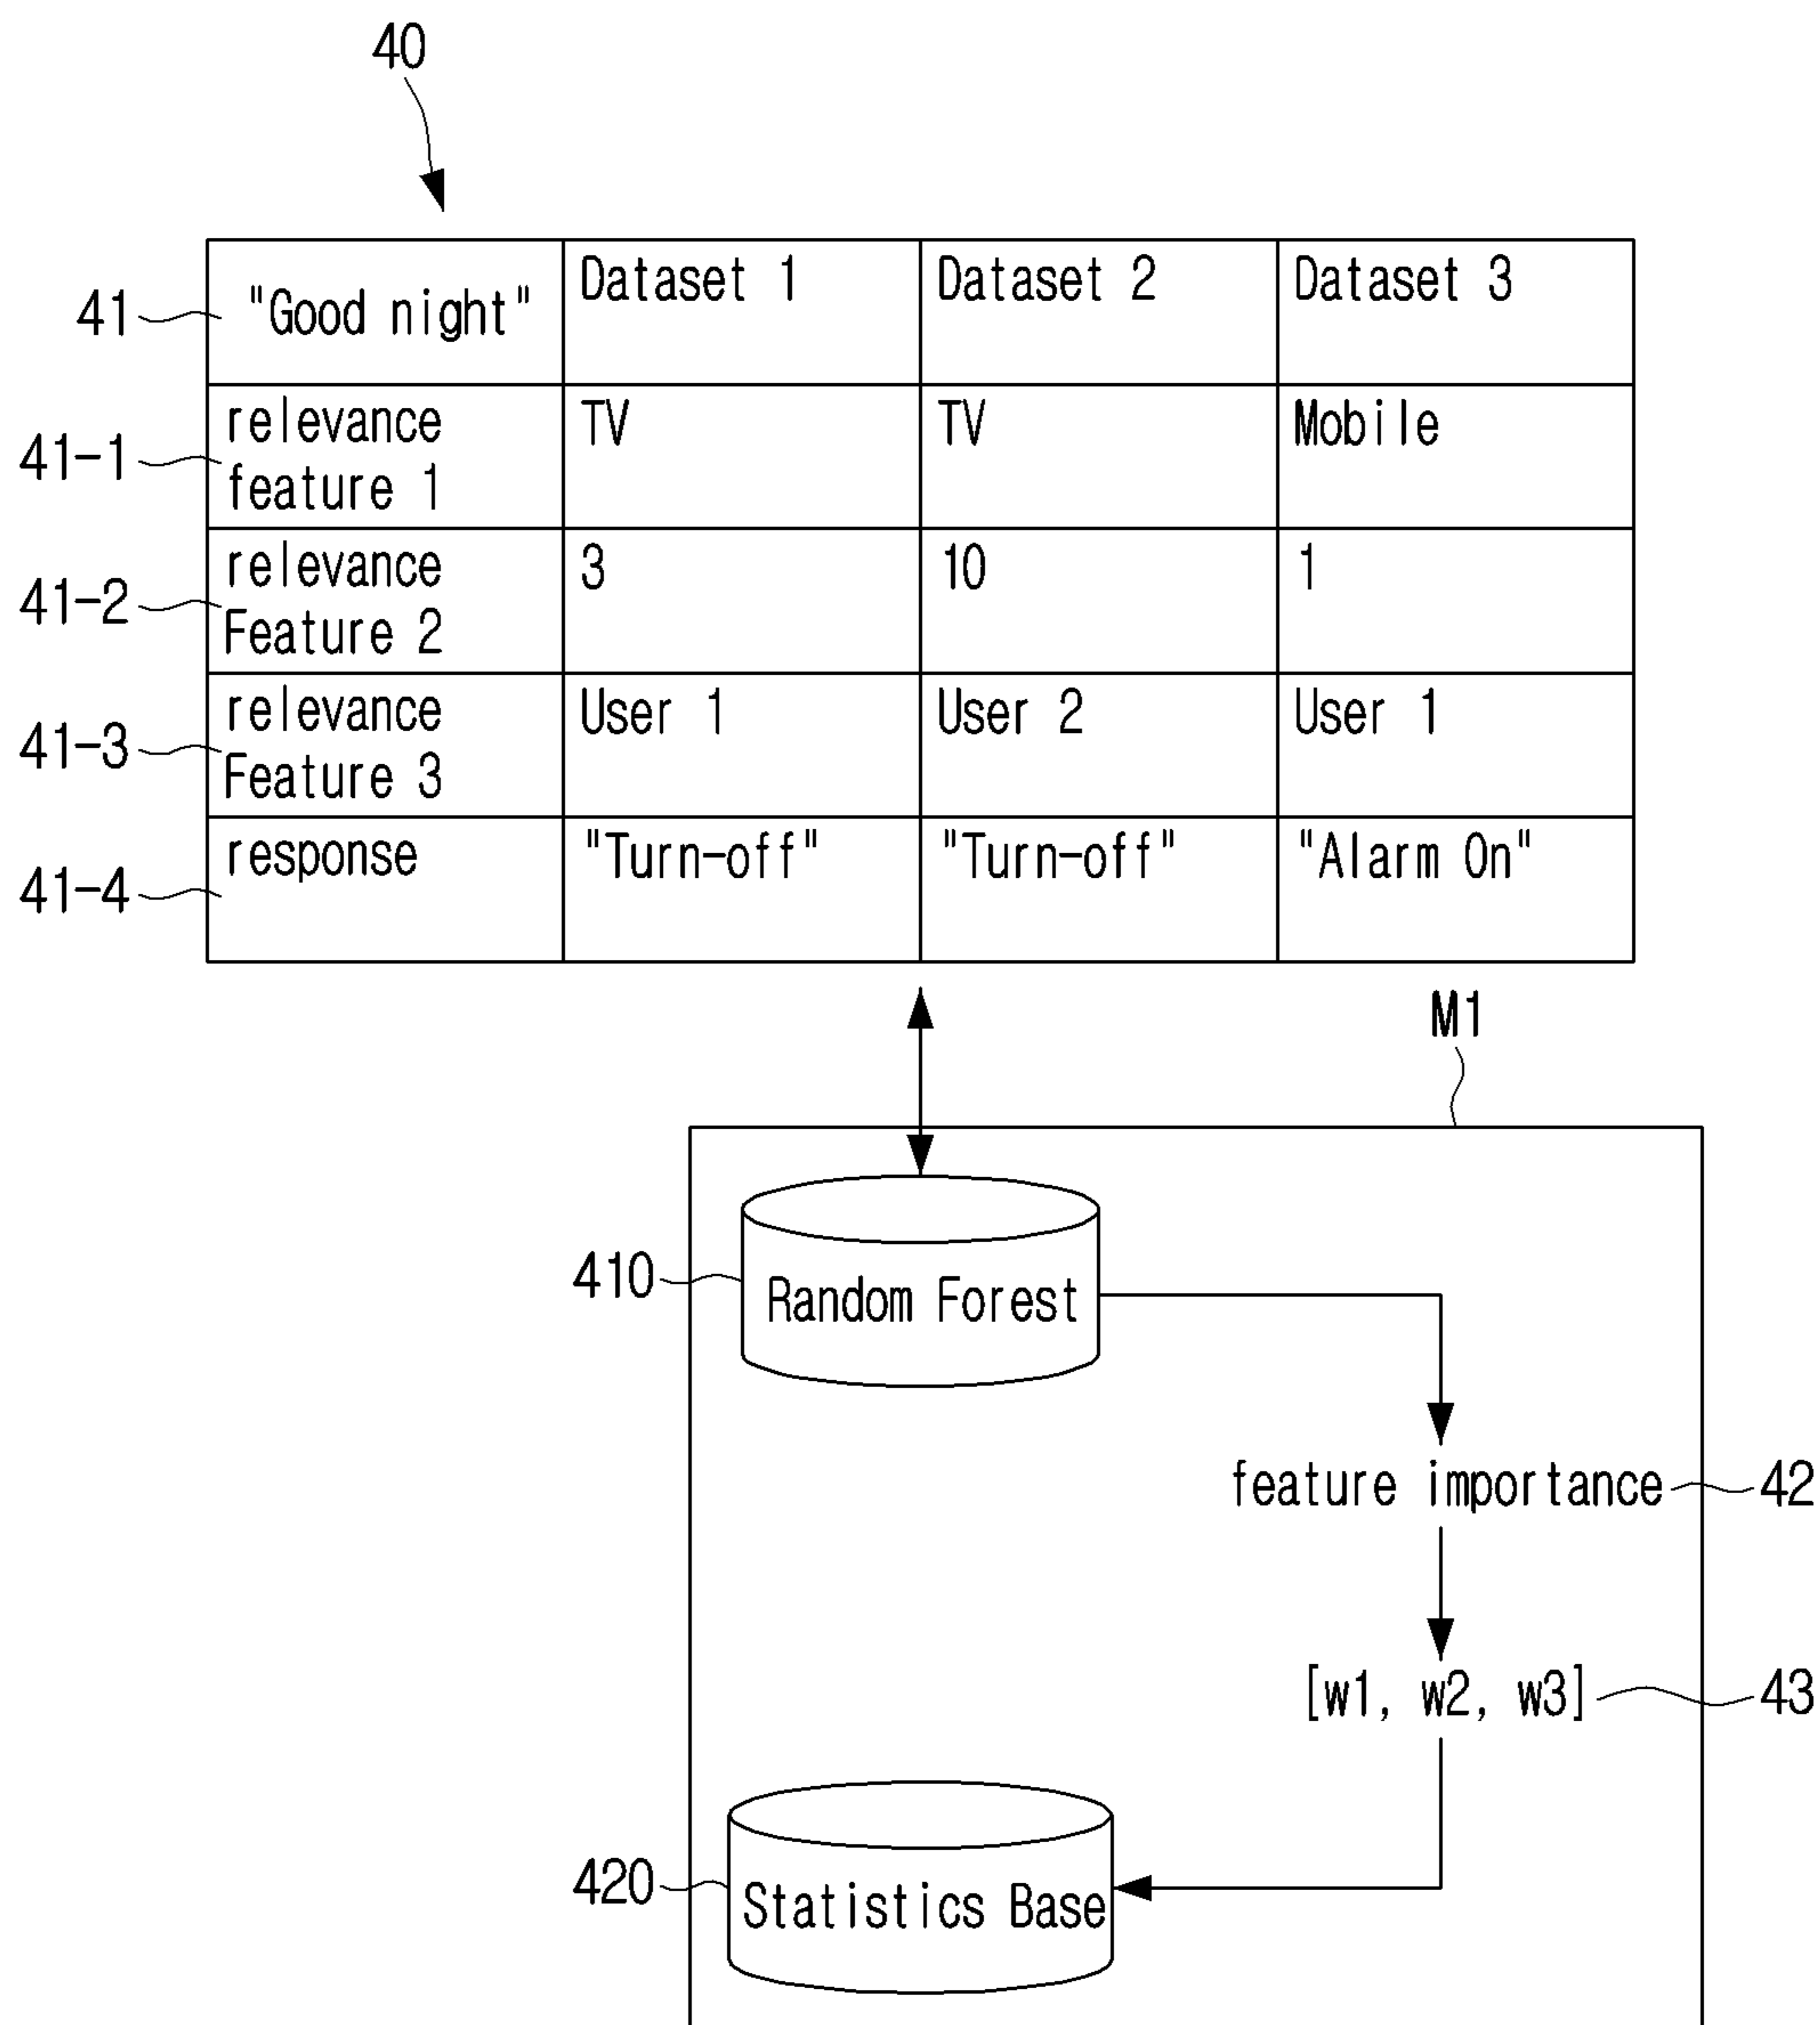 40
41 "Good night" Dataset 1 Dataset 2 Dataset 3
41-1 relevance feature 1 TV TV Mobile
41-2 relevance Feature 2 3 10 1
41-3 relevance Feature 3 User 1 User 2 User 1
41-4 response "Turn-off" "Turn-off" "Alarm On"
M1
410 Random Forest
feature importance 42
[w1, w2, w3] 43
420 Statistics Base